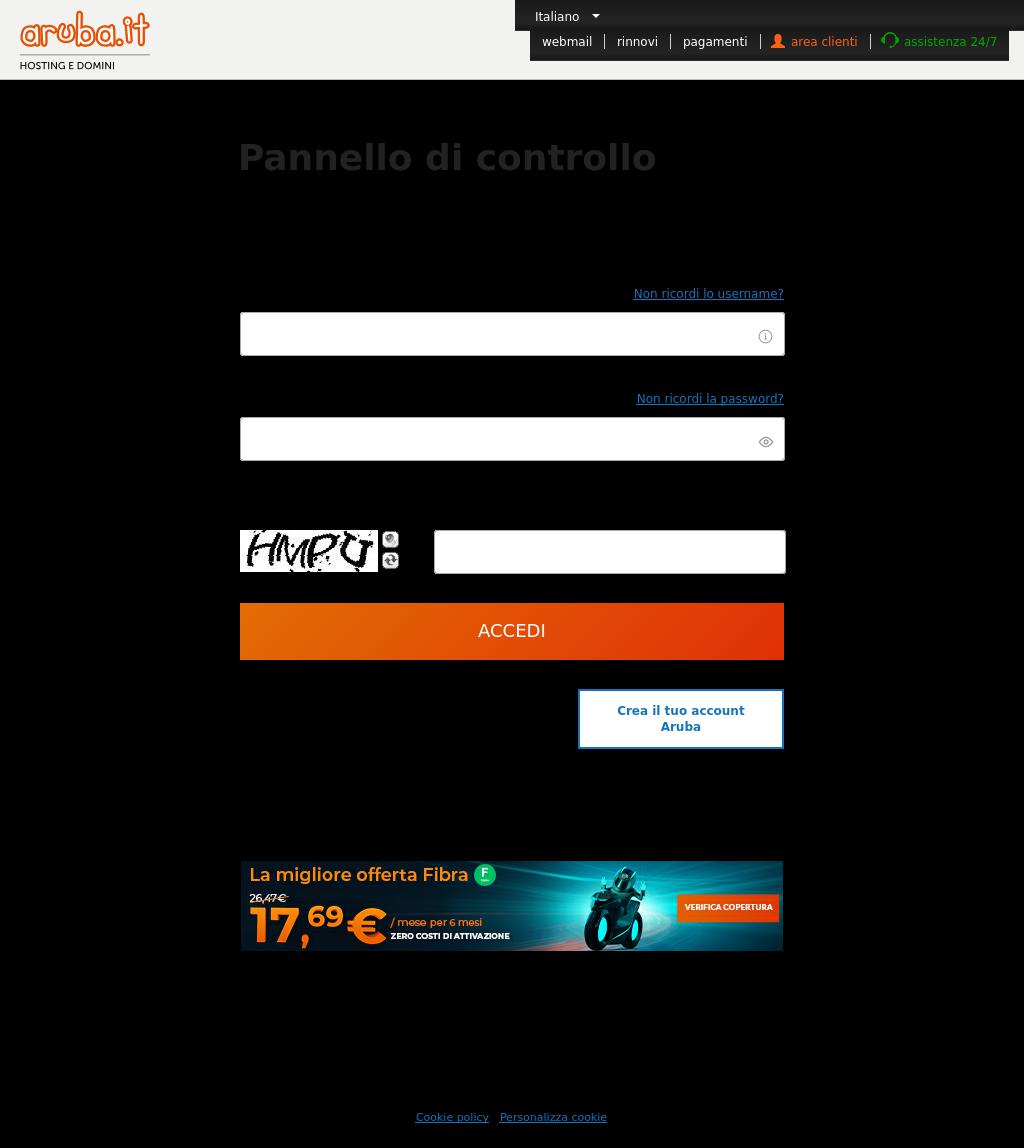 aruba.it
HOSTING E DOMINI
Italiano
webmail rinnovi pagamenti area clienti assistenza 24/7
Pannello di controllo
Non ricordi lo username?
Non ricordi la password?
HMPU
ACCEDI
Crea il tuo account
Aruba
La migliore offerta Fibra
26,47€
17,69€ / mese per 6 mesi
ZERO COSTI DI ATTIVAZIONE
VERIFICA COPERTURA
Cookie policy Personalizza cookie